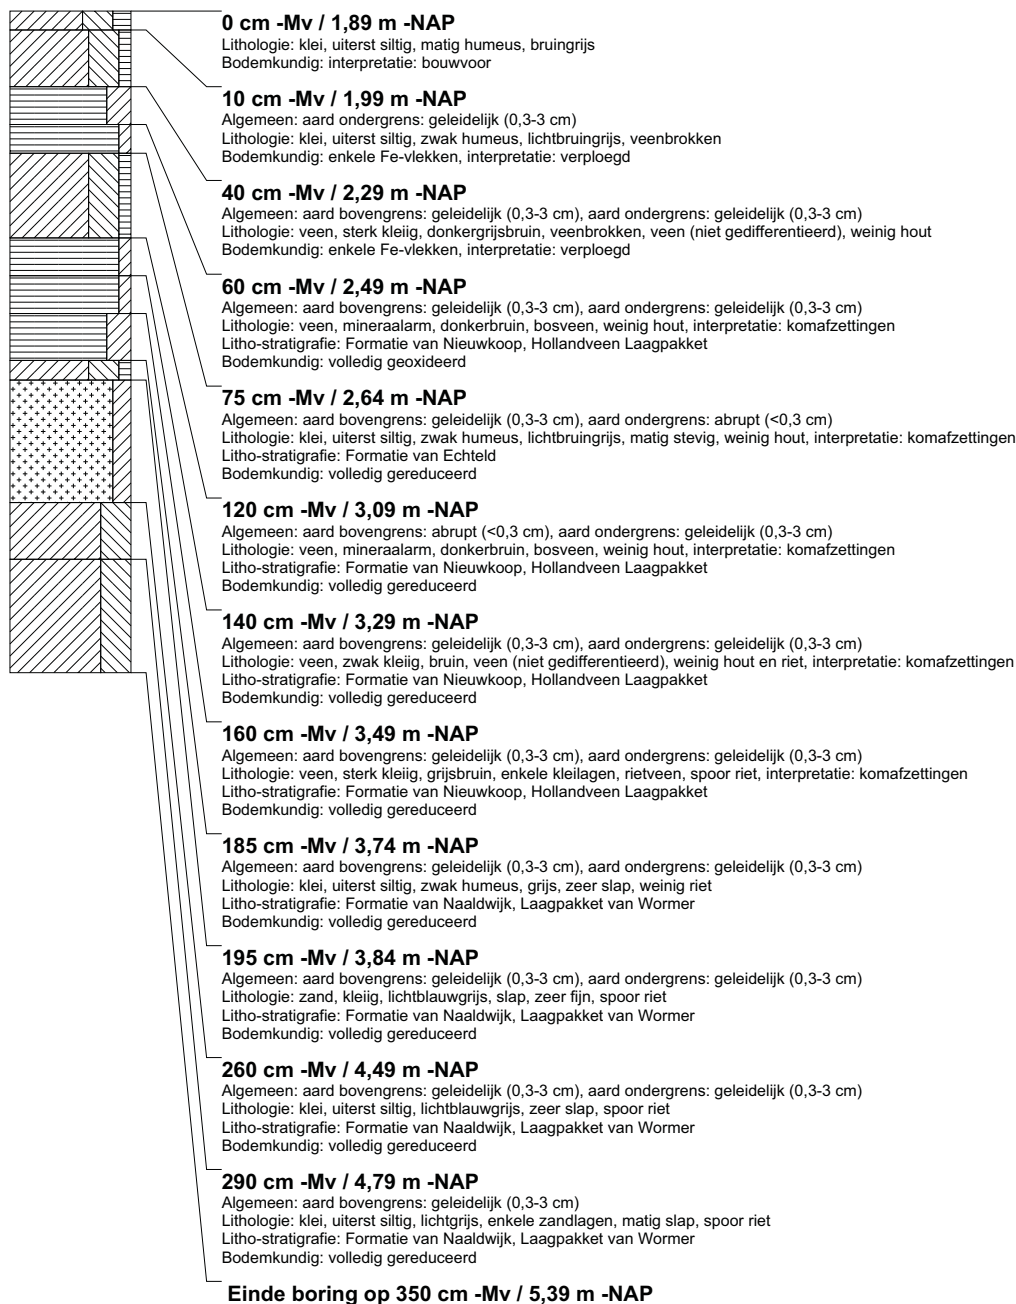 0 cm -Mv / 1,89 m -NAP
Lithologie: klei, uiterst siltig, matig humeus, bruingrijs
Bodemkundig: interpretatie: bouwvoor
10 cm -Mv / 1,99 m -NAP
Algemeen: aard ondergrens: geleidelijk (0,3-3 cm)
Lithologie: klei, uiterst siltig, zwak humeus, lichtbruingrijs, veenbrokken
Bodemkundig: enkele Fe-vlekken, interpretatie: verploegd
40 cm -Mv / 2,29 m -NAP
Algemeen: aard bovengrens: geleidelijk (0,3-3 cm), aard ondergrens: geleidelijk (0,3-3 cm)
Lithologie: veen, sterk kleiig, donkergrijsbruin, veenbrokken, veen (niet gedifferentieerd), weinig hout
Bodemkundig: enkele Fe-vlekken, interpretatie: verploegd
60 cm -Mv / 2,49 m -NAP
Algemeen: aard bovengrens: geleidelijk (0,3-3 cm), aard ondergrens: geleidelijk (0,3-3 cm)
Lithologie: veen, mineraalarm, donkerbruin, bosveen, weinig hout, interpretatie: komafzettingen
Litho-stratigrafie: Formatie van Nieuwkoop, Hollandveen Laagpakket
Bodemkundig: volledig geoxideerd
75 cm -Mv / 2,64 m -NAP
Algemeen: aard bovengrens: geleidelijk (0,3-3 cm), aard ondergrens: abrupt (<0,3 cm)
Lithologie: klei, uiterst siltig, zwak humeus, lichtbruingrijs, matig stevig, weinig hout, interpretatie: komafzettingen
Litho-stratigrafie: Formatie van Echteld
Bodemkundig: volledig gereduceerd
120 cm -Mv / 3,09 m -NAP
Algemeen: aard bovengrens: abrupt (<0,3 cm), aard ondergrens: geleidelijk (0,3-3 cm)
Lithologie: veen, mineraalarm, donkerbruin, bosveen, weinig hout, interpretatie: komafzettingen
Litho-stratigrafie: Formatie van Nieuwkoop, Hollandveen Laagpakket
Bodemkundig: volledig gereduceerd
140 cm -Mv / 3,29 m -NAP
Algemeen: aard bovengrens: geleidelijk (0,3-3 cm), aard ondergrens: geleidelijk (0,3-3 cm)
Lithologie: veen, zwak kleiig, bruin, veen (niet gedifferentieerd), weinig hout en riet, interpretatie: komafzettingen
Litho-stratigrafie: Formatie van Nieuwkoop, Hollandveen Laagpakket
Bodemkundig: volledig gereduceerd
160 cm -Mv / 3,49 m -NAP
Algemeen: aard bovengrens: geleidelijk (0,3-3 cm), aard ondergrens: geleidelijk (0,3-3 cm)
Lithologie: veen, sterk kleiig, grijsbruin, enkele kleilagen, rietveen, spoor riet, interpretatie: komafzettingen
Litho-stratigrafie: Formatie van Nieuwkoop, Hollandveen Laagpakket
Bodemkundig: volledig gereduceerd
185 cm -Mv / 3,74 m -NAP
Algemeen: aard bovengrens: geleidelijk (0,3-3 cm), aard ondergrens: geleidelijk (0,3-3 cm)
Lithologie: klei, uiterst siltig, zwak humeus, grijs, zeer slap, weinig riet
Litho-stratigrafie: Formatie van Naaldwijk, Laagpakket van Wormer
Bodemkundig: volledig gereduceerd
195 cm -Mv / 3,84 m -NAP
Algemeen: aard bovengrens: geleidelijk (0,3-3 cm), aard ondergrens: geleidelijk (0,3-3 cm)
Lithologie: zand, kleiig, lichtblauwgrijs, slap, zeer fijn, spoor riet
Litho-stratigrafie: Formatie van Naaldwijk, Laagpakket van Wormer
Bodemkundig: volledig gereduceerd
260 cm -Mv / 4,49 m -NAP
Algemeen: aard bovengrens: geleidelijk (0,3-3 cm), aard ondergrens: geleidelijk (0,3-3 cm)
Lithologie: klei, uiterst siltig, lichtblauwgrijs, zeer slap, spoor riet
Litho-stratigrafie: Formatie van Naaldwijk, Laagpakket van Wormer
Bodemkundig: volledig gereduceerd
290 cm -Mv / 4,79 m -NAP
Algemeen: aard bovengrens: geleidelijk (0,3-3 cm)
Lithologie: klei, uiterst siltig, lichtgrijs, enkele zandlagen, matig slap, spoor riet
Litho-stratigrafie: Formatie van Naaldwijk, Laagpakket van Wormer
Bodemkundig: volledig gereduceerd
Einde boring op 350 cm -Mv / 5,39 m -NAP